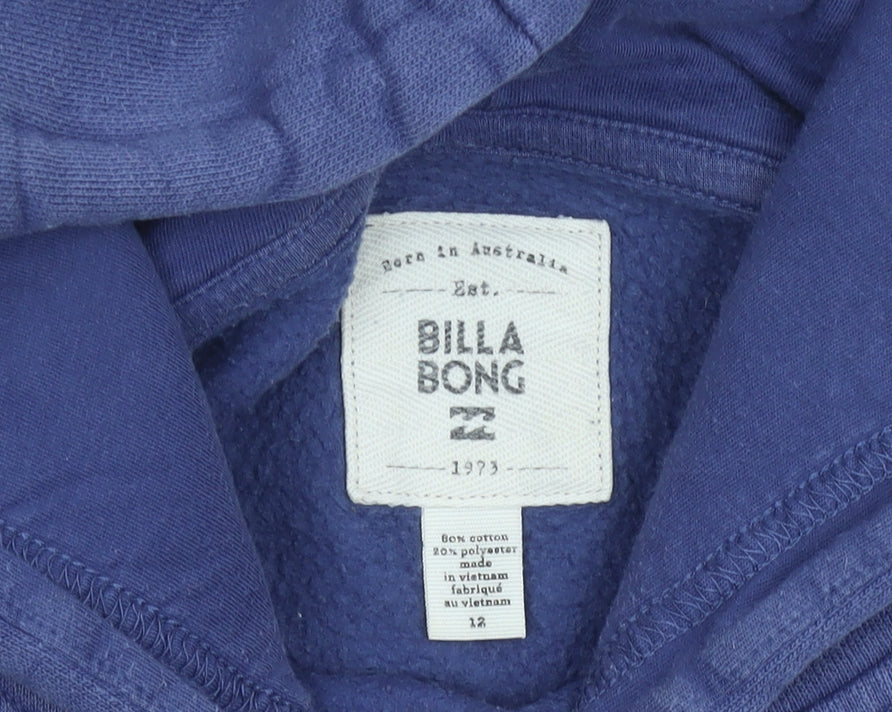 Born in Australia
Est.
BILLA
BONG
1973
80% cotton
20% polyester
made
in vietnam
fabriqué
au vietnam
12